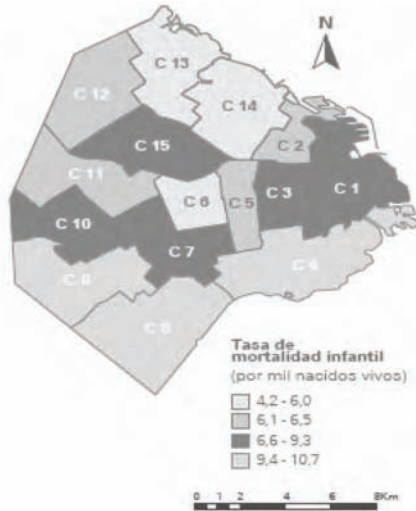 N
C 13
C 12
C 14
C 15
C 2
C 11
C 6
C 5
C 3
C 1
C 10
C 7
C 4
Tasa de
mortalidad infantil
(por mil nacidos vivos)
4,2 - 6,0
6,1 - 6,5
6,6 - 9,3
9,4 - 10,7
0 1 2 4 6 8Km